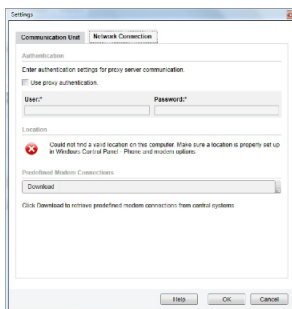 Settings
Communication Unit
Network Connection
Authentication
Enter authentication settings for proxy server communication.
Use proxy authentication.
User:*
Password:*
Location
Could not find a valid location on this computer. Make sure a location is properly set up
in Windows Control Panel - Phone and modem options.
Predefined Modem Connections
Download
Click Download to retrieve predefined modem connections from control systems
Help
OK
Cancel